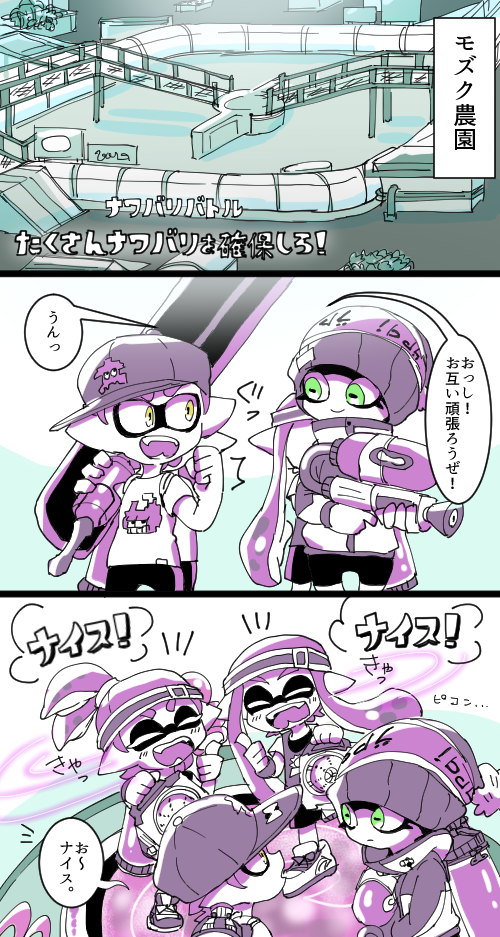 モズク農園
ナワバリバトル
たくさんナワバリを確保しろ!
おっし!
お互い頑張ろうぜ!
うんっ
グッ
ナイス!
ナイス!
きゃっ
きゃっ
ピコン...
お〜
ナイス。